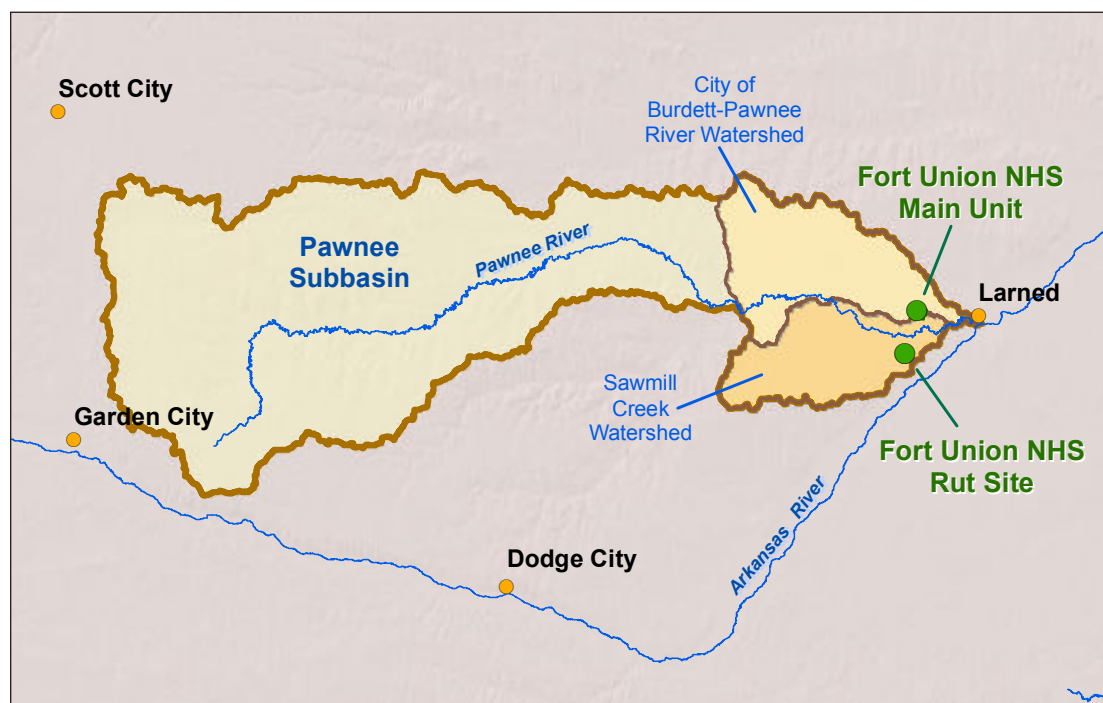 Scott City
City of
Burdett-Pawnee
River Watershed
Fort Union NHS
Main Unit
Pawnee
Subbasin
Pawnee River
Larned
Sawmill
Creek
Watershed
Garden City
Fort Union NHS
Rut Site
Arkansas River
Dodge City